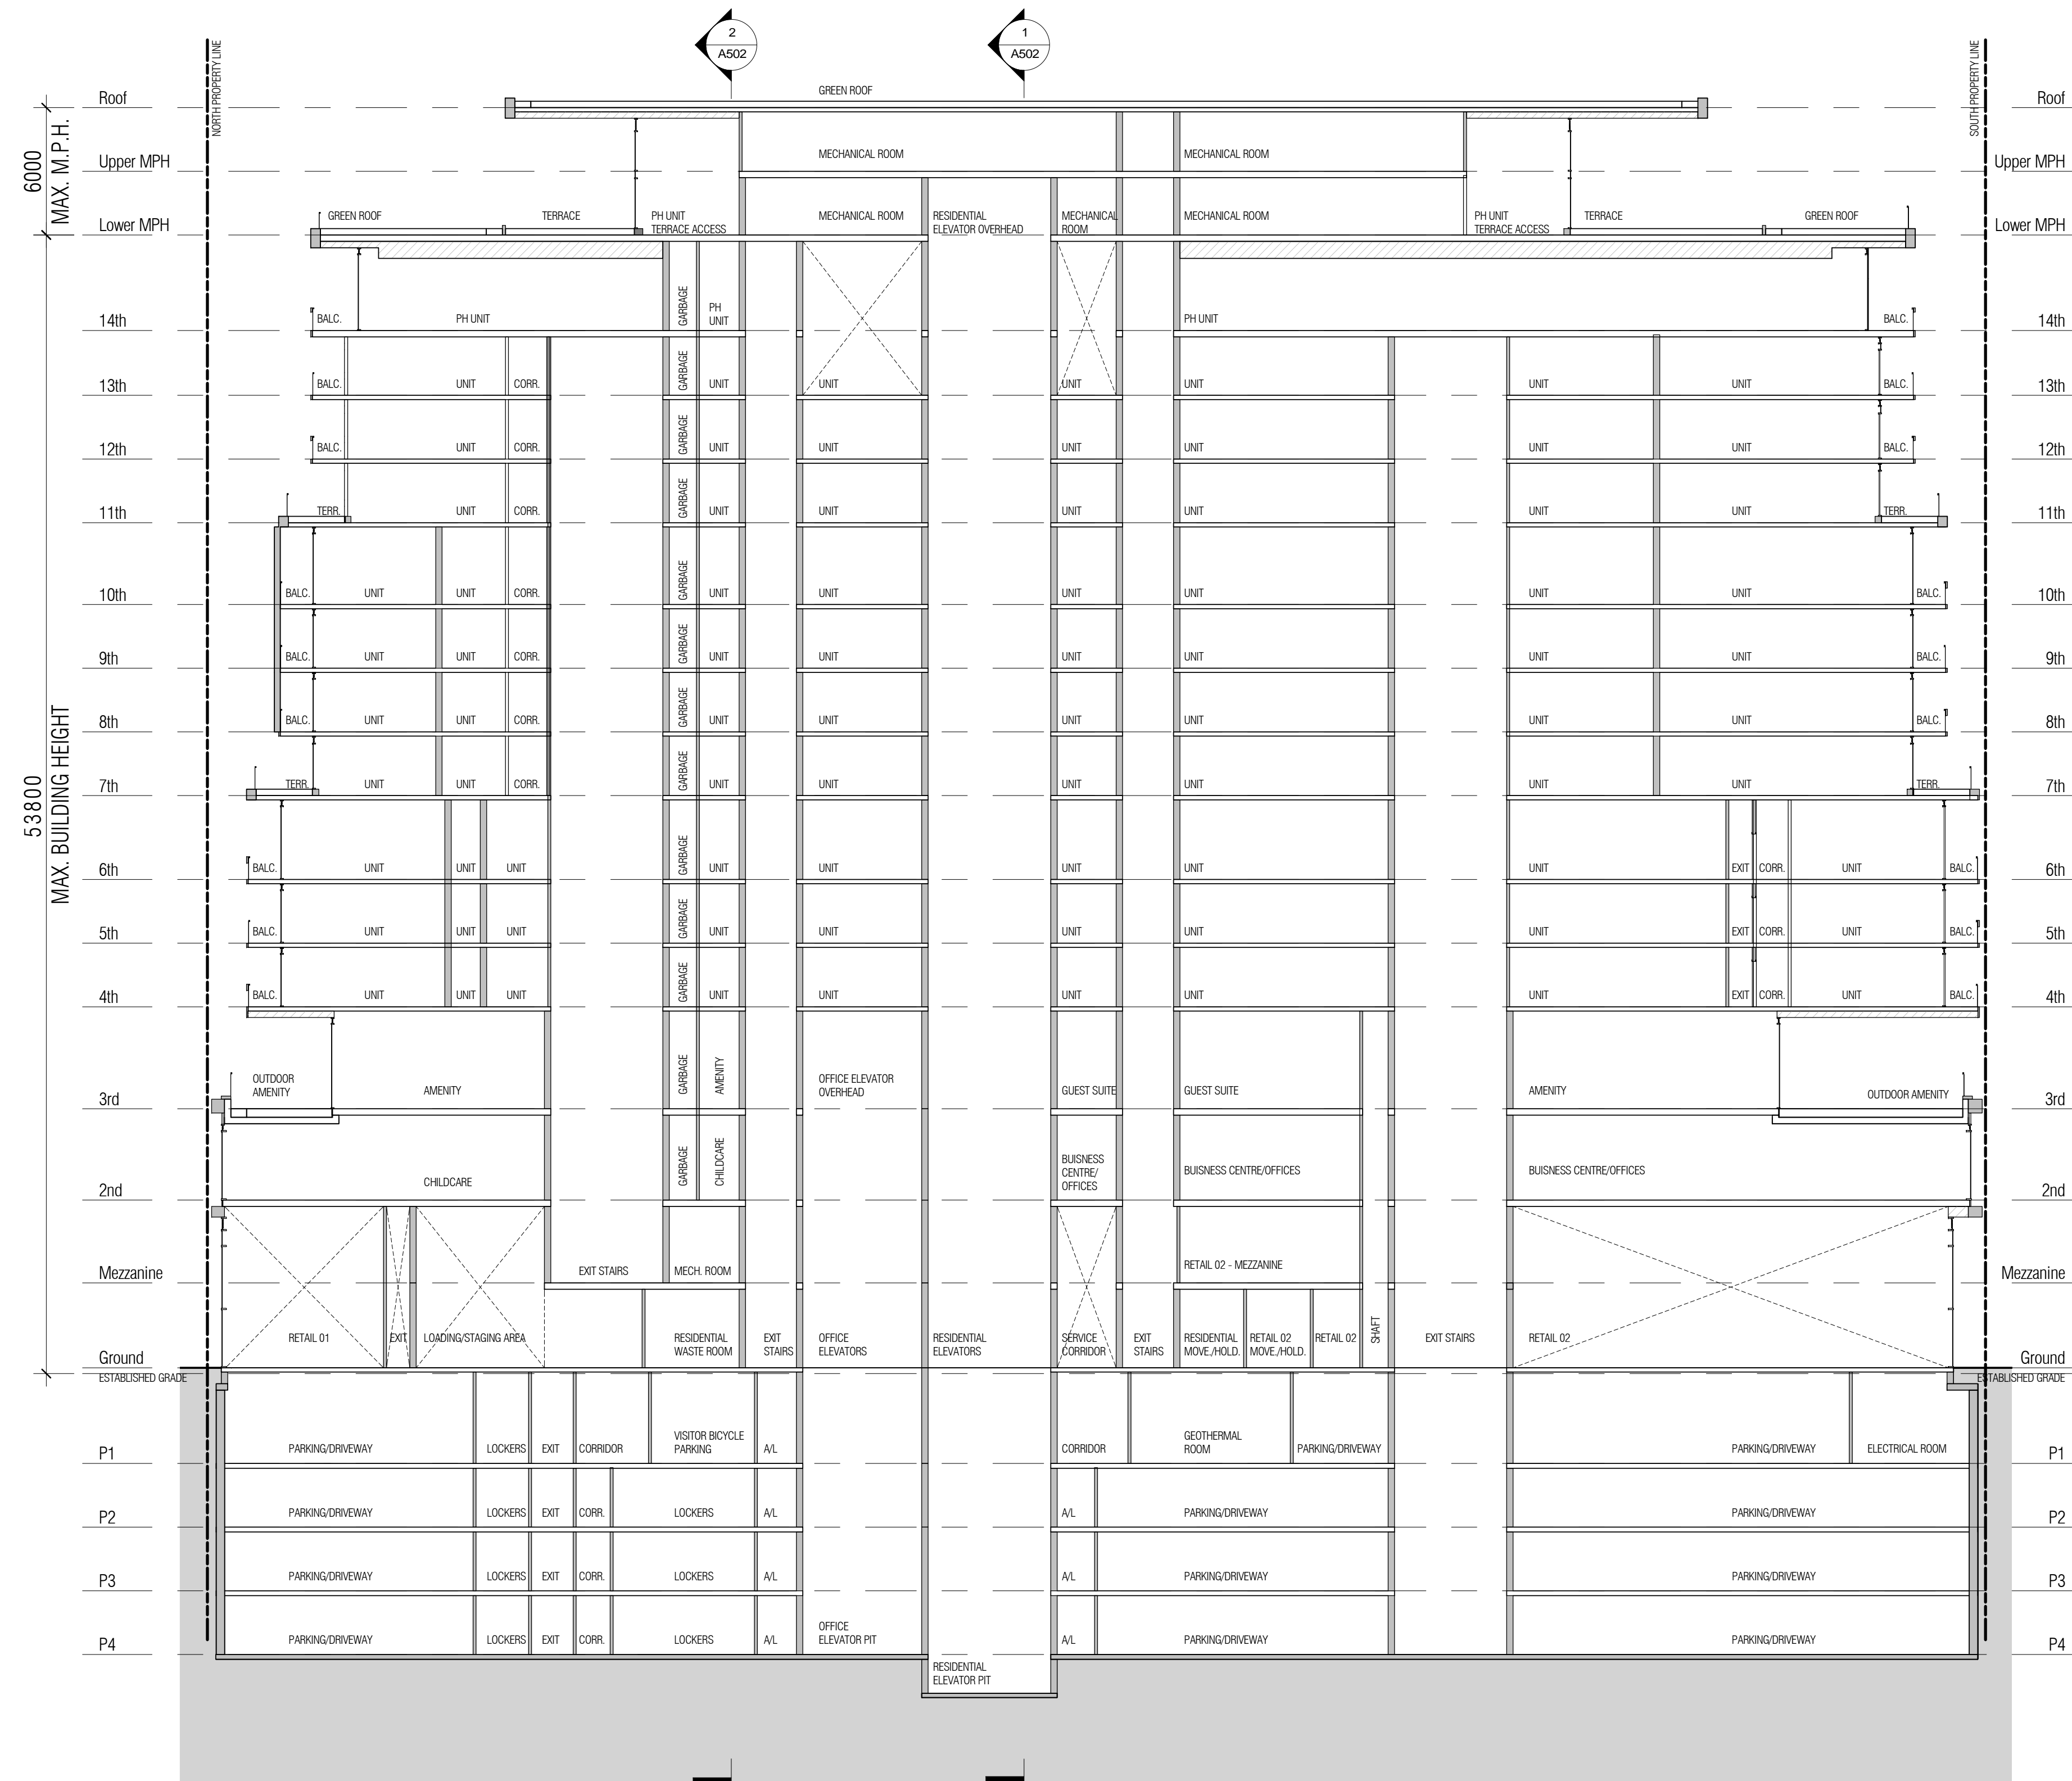 2
A502
1
A502
NORTH PROPERTY LINE
SOUTH PROPERTY LINE
GREEN ROOF
Roof
Roof
6000
MAX. M.P.H.
MECHANICAL ROOM
MECHANICAL ROOM
Upper MPH
Upper MPH
GREEN ROOF
TERRACE
PH UNIT
TERRACE ACCESS
MECHANICAL ROOM
RESIDENTIAL
ELEVATOR OVERHEAD
MECHANICAL
ROOM
MECHANICAL ROOM
PH UNIT
TERRACE ACCESS
TERRACE
GREEN ROOF
Lower MPH
Lower MPH
53800
MAX. BUILDING HEIGHT
14th
BALC.
PH UNIT
GARBAGE
PH
UNIT
PH UNIT
BALC.
14th
13th
BALC.
UNIT
CORR.
GARBAGE
UNIT
UNIT
UNIT
UNIT
UNIT
UNIT
BALC.
13th
12th
BALC.
UNIT
CORR.
GARBAGE
UNIT
UNIT
UNIT
UNIT
UNIT
UNIT
BALC.
12th
11th
TERR.
UNIT
CORR.
GARBAGE
UNIT
UNIT
UNIT
UNIT
UNIT
UNIT
TERR.
11th
10th
BALC.
UNIT
UNIT
CORR.
GARBAGE
UNIT
UNIT
UNIT
UNIT
UNIT
UNIT
BALC.
10th
9th
BALC.
UNIT
UNIT
CORR.
GARBAGE
UNIT
UNIT
UNIT
UNIT
UNIT
UNIT
BALC.
9th
8th
BALC.
UNIT
UNIT
CORR.
GARBAGE
UNIT
UNIT
UNIT
UNIT
UNIT
UNIT
BALC.
8th
7th
TERR.
UNIT
UNIT
CORR.
GARBAGE
UNIT
UNIT
UNIT
UNIT
UNIT
UNIT
TERR.
7th
6th
BALC.
UNIT
UNIT
UNIT
GARBAGE
UNIT
UNIT
UNIT
UNIT
UNIT
EXIT
CORR.
UNIT
BALC.
6th
5th
BALC.
UNIT
UNIT
UNIT
GARBAGE
UNIT
UNIT
UNIT
UNIT
UNIT
EXIT
CORR.
UNIT
BALC.
5th
4th
BALC.
UNIT
UNIT
UNIT
GARBAGE
UNIT
UNIT
UNIT
UNIT
UNIT
EXIT
CORR.
UNIT
BALC.
4th
3rd
OUTDOOR
AMENITY
AMENITY
GARBAGE
AMENITY
OFFICE ELEVATOR
OVERHEAD
GUEST SUITE
GUEST SUITE
AMENITY
OUTDOOR AMENITY
3rd
2nd
CHILDCARE
GARBAGE
CHILDCARE
BUISNESS
CENTRE/
OFFICES
BUISNESS CENTRE/OFFICES
BUISNESS CENTRE/OFFICES
2nd
Mezzanine
EXIT STAIRS
MECH. ROOM
RETAIL 02 - MEZZANINE
Mezzanine
Ground
RETAIL 01
EXIT
LOADING/STAGING AREA
RESIDENTIAL
WASTE ROOM
EXIT
STAIRS
OFFICE
ELEVATORS
RESIDENTIAL
ELEVATORS
SERVICE
CORRIDOR
EXIT
STAIRS
RESIDENTIAL
MOVE./HOLD.
RETAIL 02
MOVE./HOLD.
RETAIL 02
SHAFT
EXIT STAIRS
RETAIL 02
Ground
ESTABLISHED GRADE
ESTABLISHED GRADE
P1
PARKING/DRIVEWAY
LOCKERS
EXIT
CORRIDOR
VISITOR BICYCLE
PARKING
A/L
CORRIDOR
GEOTHERMAL
ROOM
PARKING/DRIVEWAY
PARKING/DRIVEWAY
ELECTRICAL ROOM
P1
P2
PARKING/DRIVEWAY
LOCKERS
EXIT
CORR.
LOCKERS
A/L
A/L
PARKING/DRIVEWAY
PARKING/DRIVEWAY
P2
P3
PARKING/DRIVEWAY
LOCKERS
EXIT
CORR.
LOCKERS
A/L
A/L
PARKING/DRIVEWAY
PARKING/DRIVEWAY
P3
P4
PARKING/DRIVEWAY
LOCKERS
EXIT
CORR.
LOCKERS
A/L
OFFICE
ELEVATOR PIT
A/L
PARKING/DRIVEWAY
PARKING/DRIVEWAY
P4
RESIDENTIAL
ELEVATOR PIT